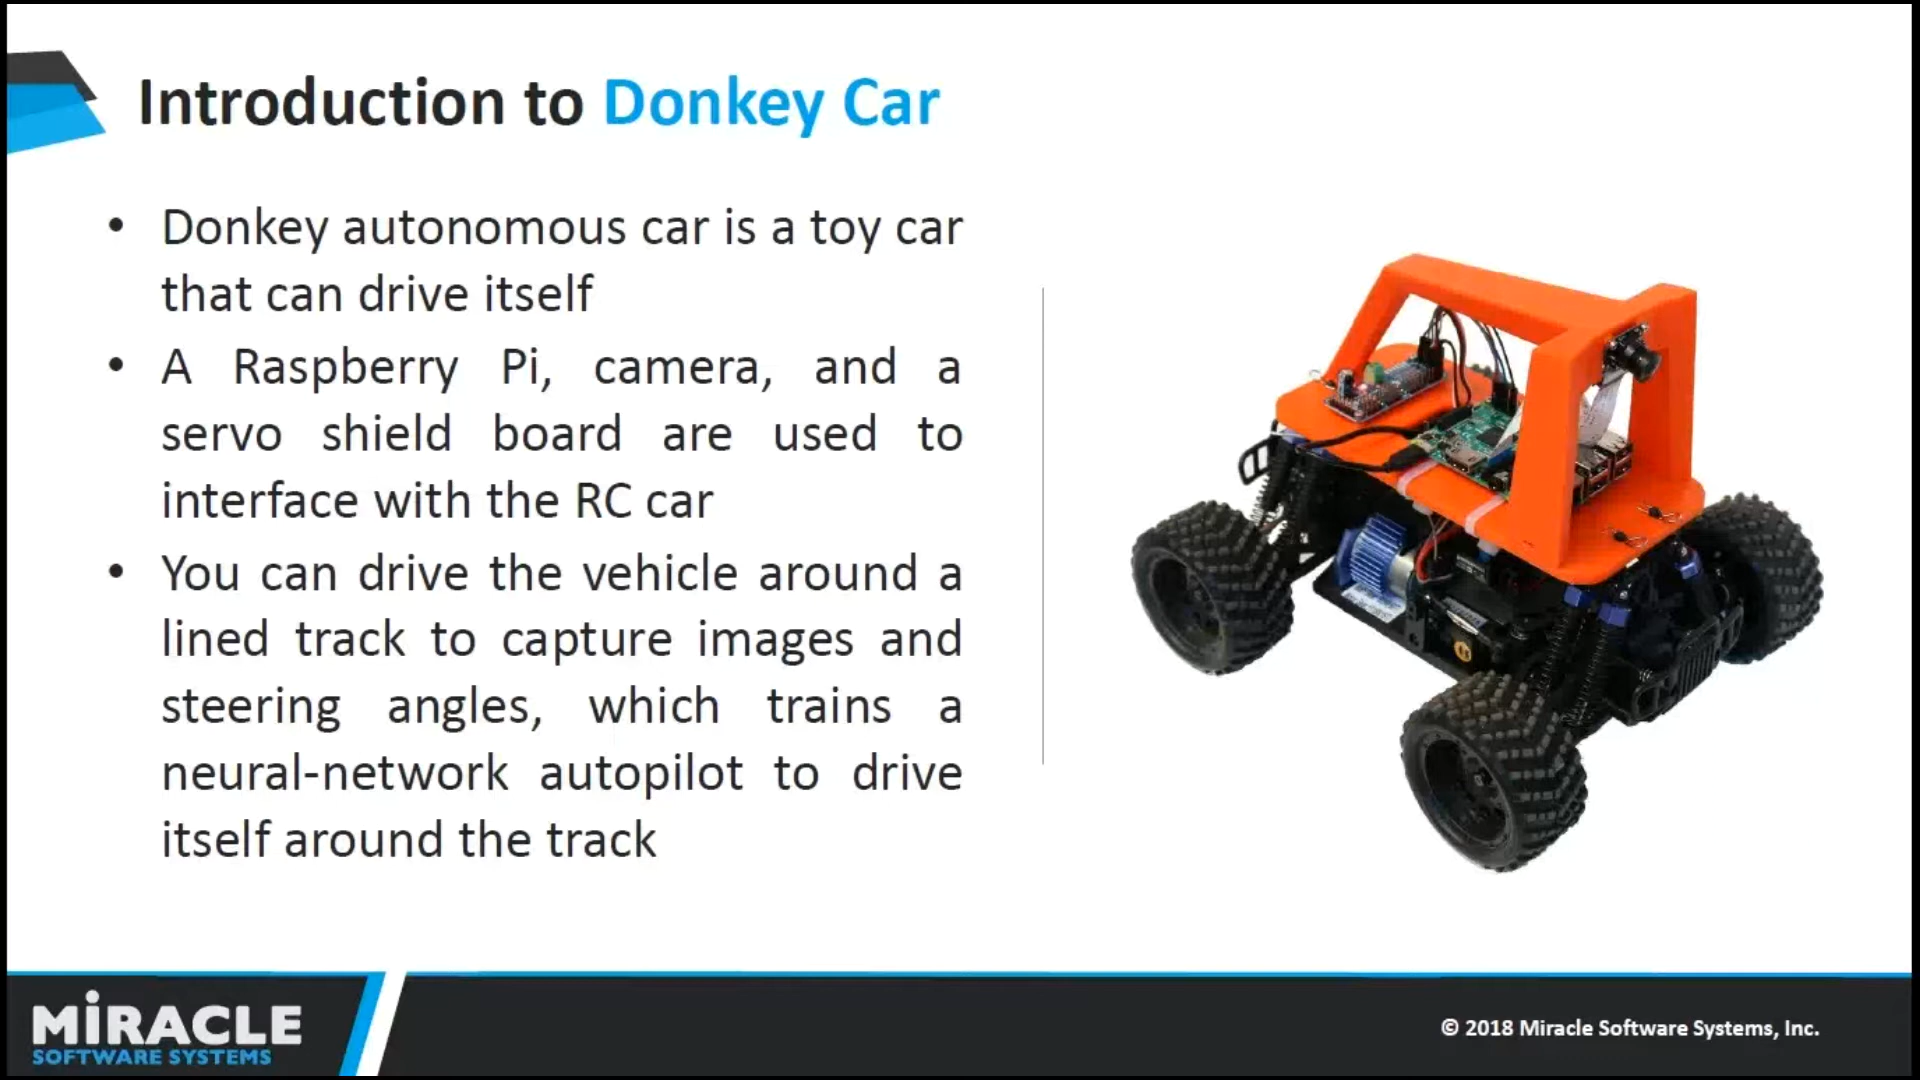 Introduction to Donkey Car
• Donkey autonomous car is a toy car
that can drive itself
• A Raspberry Pi, camera, and a
servo shield board are used to
interface with the RC car
• You can drive the vehicle around a
lined track to capture images and
steering angles, which trains a
neural-network autopilot to drive
itself around the track
MiRACLE
SOFTWARE SYSTEMS
© 2018 Miracle Software Systems, Inc.